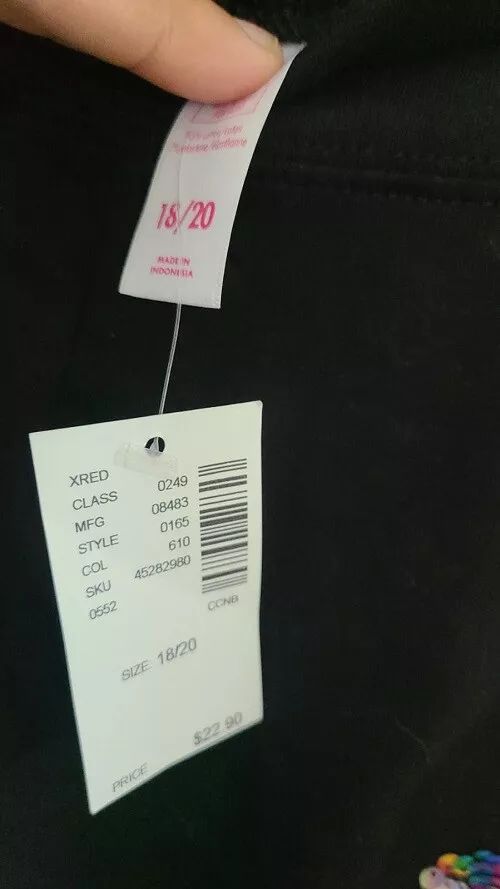 18/20
MADE IN
INDONESIA
XRED
CLASS 0249
MFG 08483
STYLE 0165
COL 610
SKU 45282980
0552
CCNB
SIZE: 18/20
$22.90
PRICE